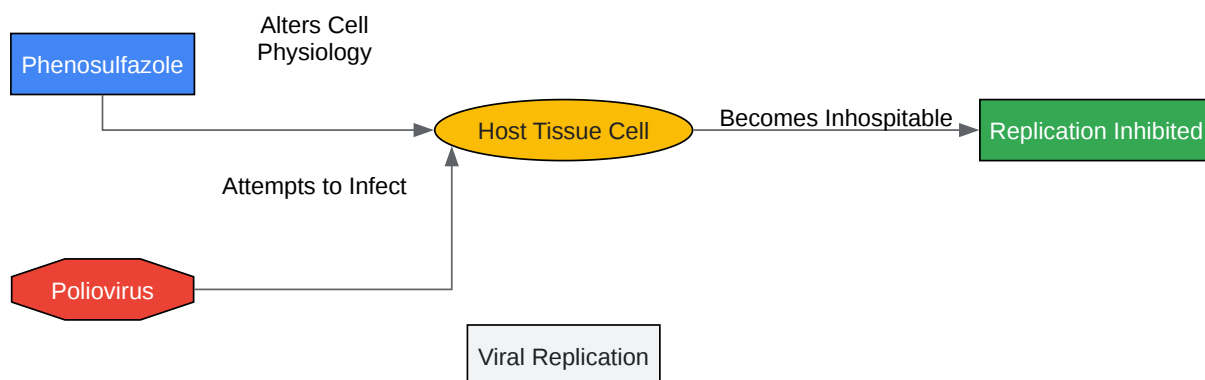 Alters Cell
Physiology
Phenosulfazole
Host Tissue Cell
Becomes Inhospitable
Replication Inhibited
Attempts to Infect
Poliovirus
Viral Replication